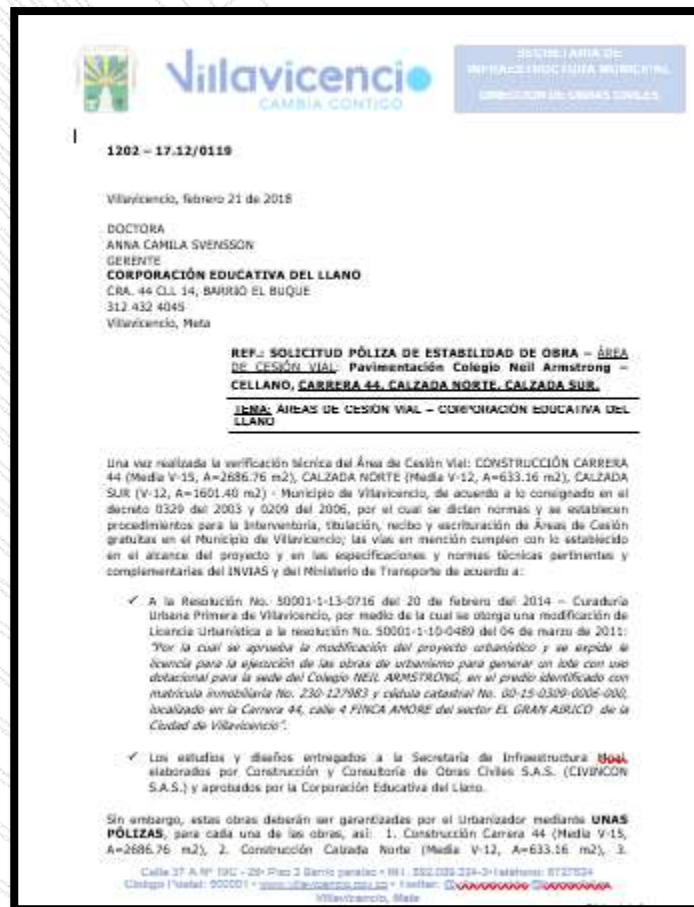 Villavicencio
CAMBIA CONTIGO
SECRETARÍA DE
INFRAESTRUCTURA MUNICIPAL
DIRECCIÓN DE OBRAS CIVILES
1202 – 17.12/0119
Villavicencio, febrero 21 de 2018
DOCTORA
ANNA CAMILA SVENSSON
GERENTE
CORPORACIÓN EDUCATIVA DEL LLANO
CRA. 44 CLL 14, BARRIO EL BUQUE
312 432 4045
Villavicencio, Meta
REF.: SOLICITUD PÓLIZA DE ESTABILIDAD DE OBRA – ÁREA
DE CESIÓN VIAL: Pavimentación Colegio Neil Armstrong –
CELLANO, CARRERA 44, CALZADA NORTE, CALZADA SUR.
TEMA: ÁREAS DE CESIÓN VIAL – CORPORACIÓN EDUCATIVA DEL
LLANO
Una vez realizada la verificación técnica del Área de Cesión Vial: CONSTRUCCIÓN CARRERA
44 (Media V-15, A=2686.76 m2), CALZADA NORTE (Media V-12, A=633.16 m2), CALZADA
SUR (V-12, A=1601.40 m2) - Municipio de Villavicencio, de acuerdo a lo consignado en el
decreto 0329 del 2003 y 0209 del 2006, por el cual se dictan normas y se establecen
procedimientos para la Interventoría, titulación, recibo y escrituración de Áreas de Cesión
gratuitas en el Municipio de Villavicencio; las vías en mención cumplen con lo establecido
en el alcance del proyecto y en las especificaciones y normas técnicas pertinentes y
complementarias del INVIAS y del Ministerio de Transporte de acuerdo a:
✓ A la Resolución No. 50001-1-13-0716 del 20 de febrero del 2014 – Curaduría
Urbana Primera de Villavicencio, por medio de la cual se otorga una modificación de
Licencia Urbanística a la resolución No. 50001-1-10-0489 del 04 de marzo de 2011:
"Por la cual se aprueba la modificación del proyecto urbanístico y se expide la
licencia para la ejecución de las obras de urbanismo para generar un lote con uso
dotacional para la sede del Colegio NEIL ARMSTRONG, en el predio identificado con
matrícula inmobiliaria No. 230-127983 y cédula catastral No. 00-15-0309-0006-000,
localizado en la Carrera 44, calle 4 FINCA AMORE del sector EL GRAN AIRICO de la
Ciudad de Villavicencio".
✓ Los estudios y diseños entregados a la Secretaría de Infraestructura
elaborados por Construcción y Consultoría de Obras Civiles S.A.S. (CIVINCON
S.A.S.) y aprobados por la Corporación Educativa del Llano.
Sin embargo, estas obras deberán ser garantizadas por el Urbanizador mediante UNAS
PÓLIZAS, para cada una de las obras, así: 1. Construcción Carrera 44 (Media V-15,
A=2686.76 m2), 2. Construcción Calzada Norte (Media V-12, A=633.16 m2), 3.
Villavicencio, Meta